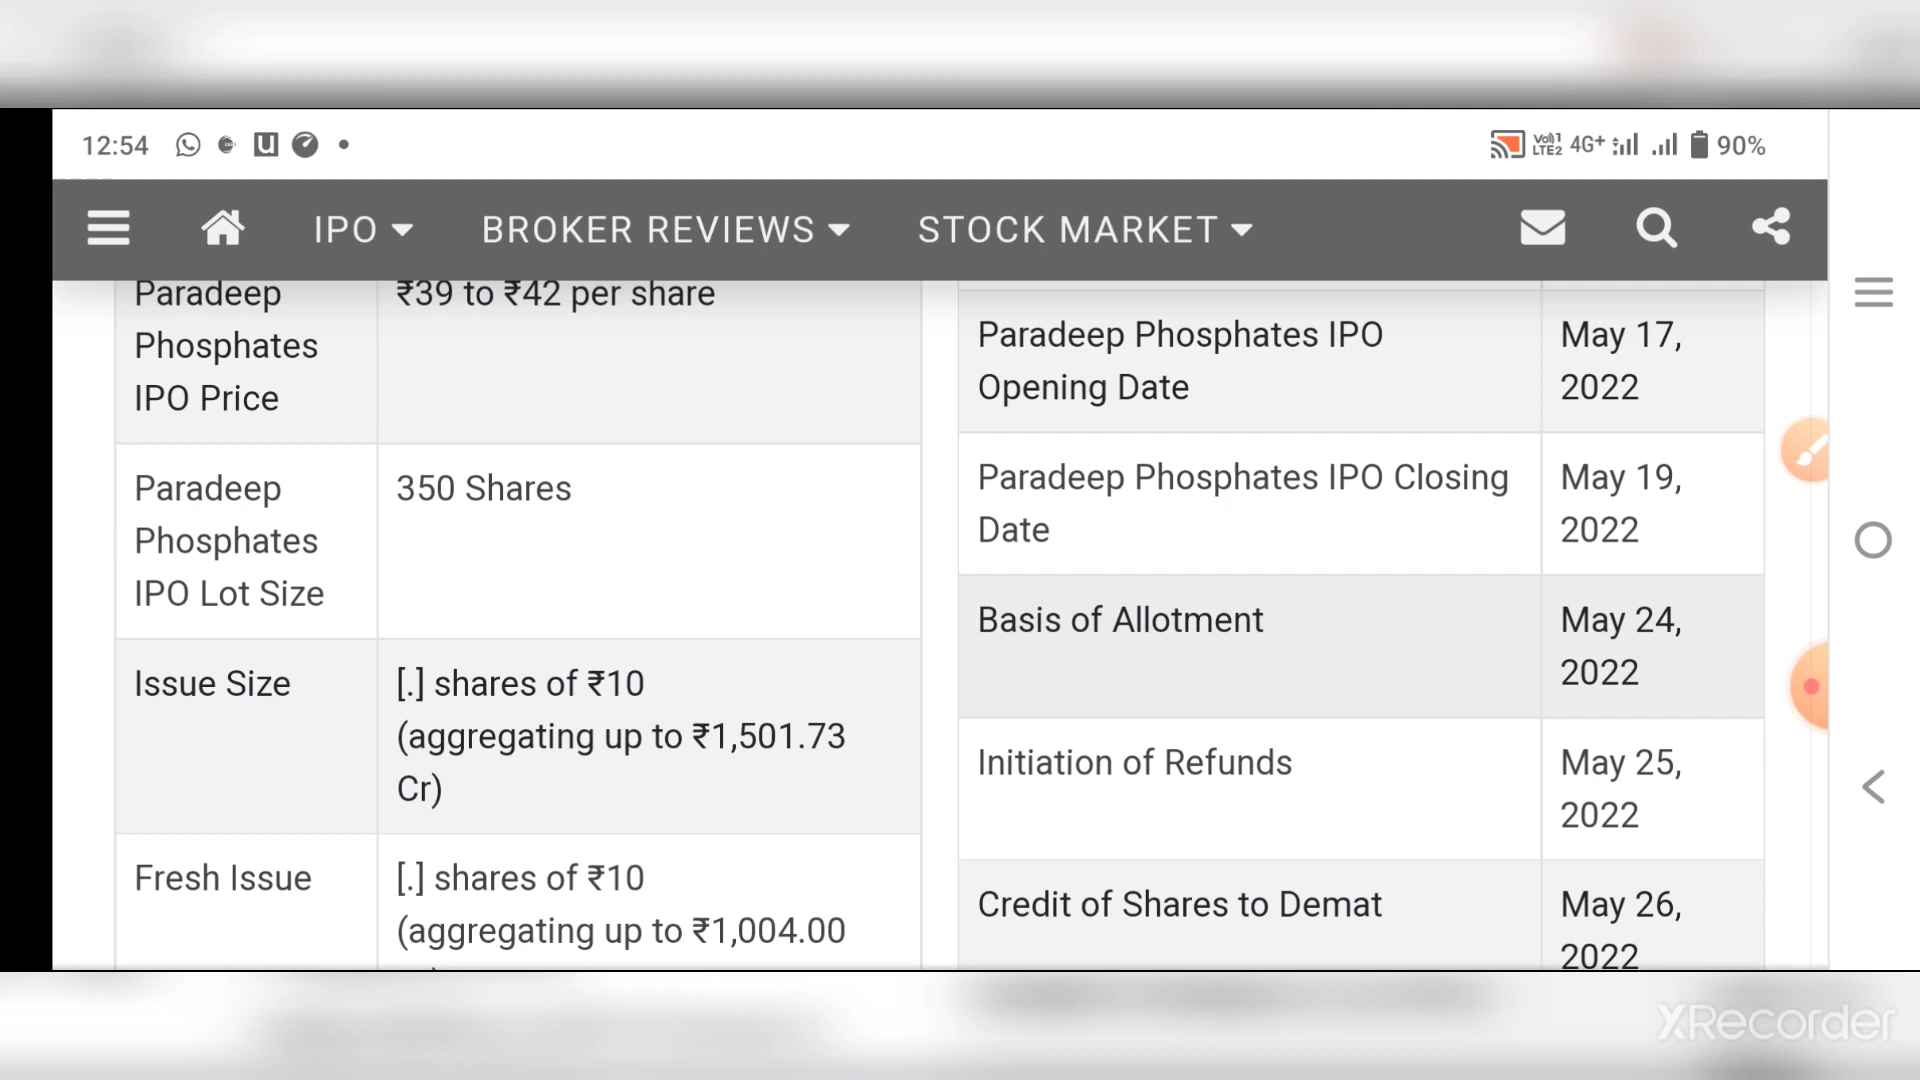 12:54
VoI)1 LTE2 4G+ 90%
IPO BROKER REVIEWS STOCK MARKET
Paradeep
Phosphates
IPO Price
₹39 to ₹42 per share
Paradeep
Phosphates
IPO Lot Size
350 Shares
Issue Size
[.] shares of ₹10
(aggregating up to ₹1,501.73
Cr)
Fresh Issue
[.] shares of ₹10
(aggregating up to ₹1,004.00
Paradeep Phosphates IPO
Opening Date
May 17,
2022
Paradeep Phosphates IPO Closing
Date
May 19,
2022
Basis of Allotment
May 24,
2022
Initiation of Refunds
May 25,
2022
Credit of Shares to Demat
May 26,
2022
XRecorder